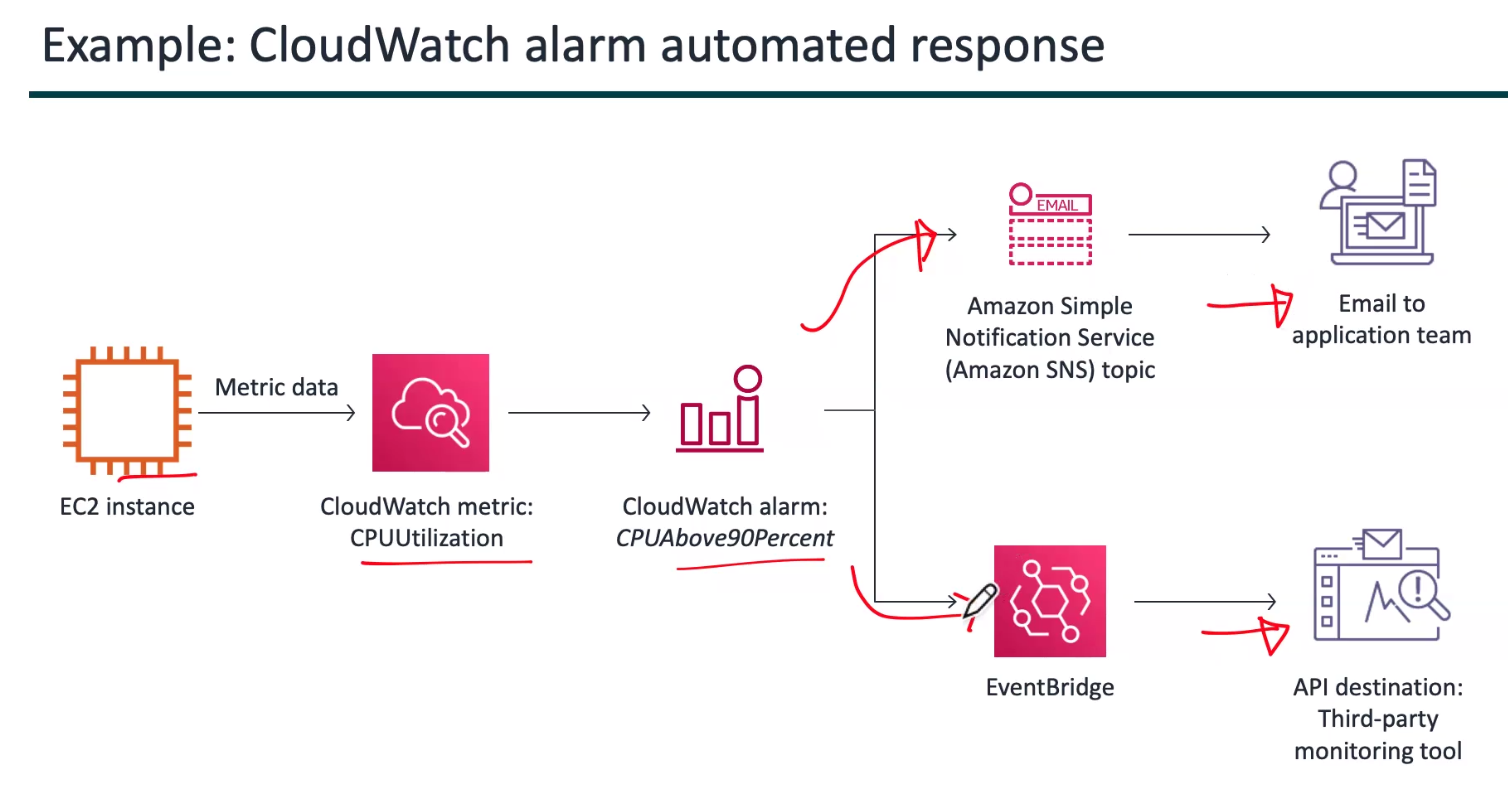 Example: CloudWatch alarm automated response
EMAIL
Amazon Simple
Notification Service
(Amazon SNS) topic
Email to
application team
Metric data
EC2 instance
CloudWatch metric:
CPUUtilization
CloudWatch alarm:
CPUAbove90Percent
EventBridge
API destination:
Third-party
monitoring tool